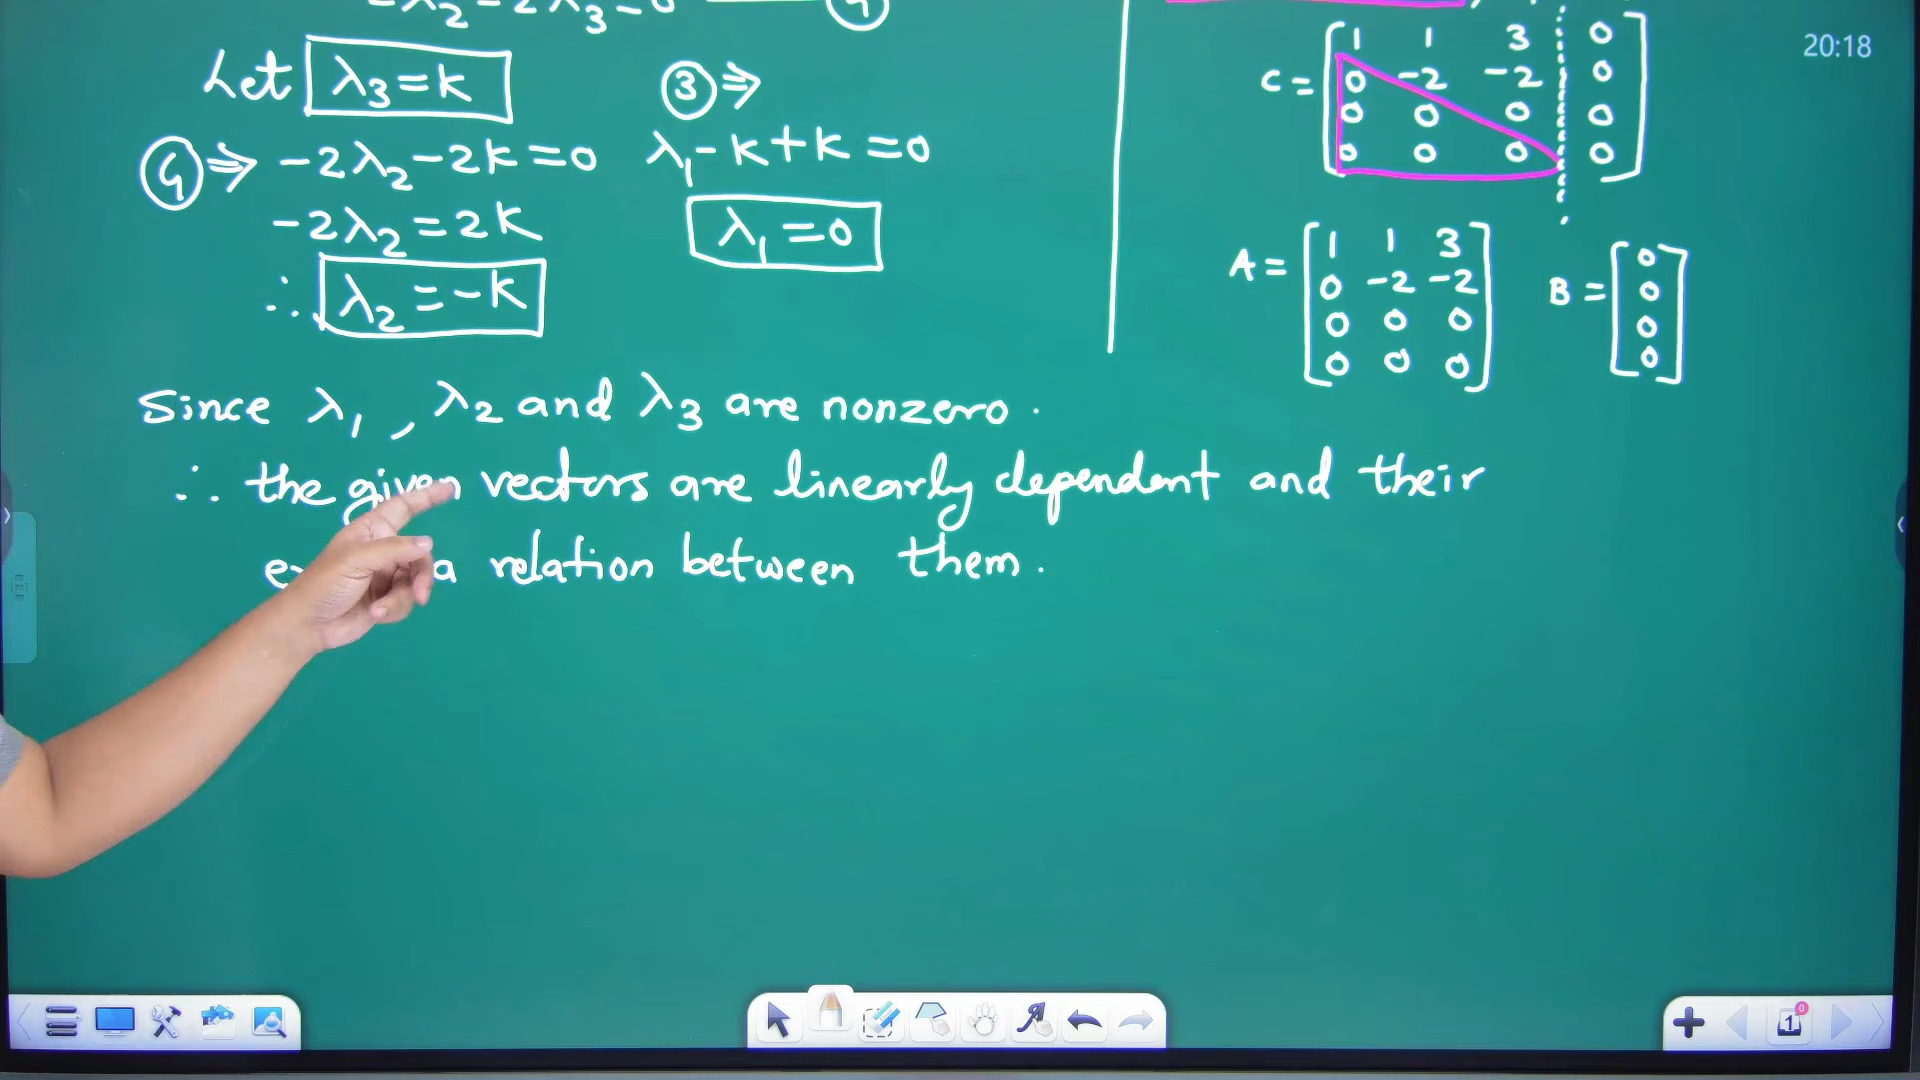 Let λ₃ = k
④ ⇒ -2λ₂ - 2k = 0
-2λ₂ = 2k
∴ λ₂ = -k
③ ⇒
λ₁ - k + k = 0
λ₁ = 0
C = [ 1 1 3 ⋮ 0
0 -2 -2 ⋮ 0
0 0 0 ⋮ 0
0 0 0 ⋮ 0 ]
A = [ 1 1 3
0 -2 -2
0 0 0
0 0 0 ]
B = [ 0
0
0
0 ]
Since λ₁, λ₂ and λ₃ are nonzero.
∴ the given vectors are linearly dependent and their
a relation between them.
20:18
1
0